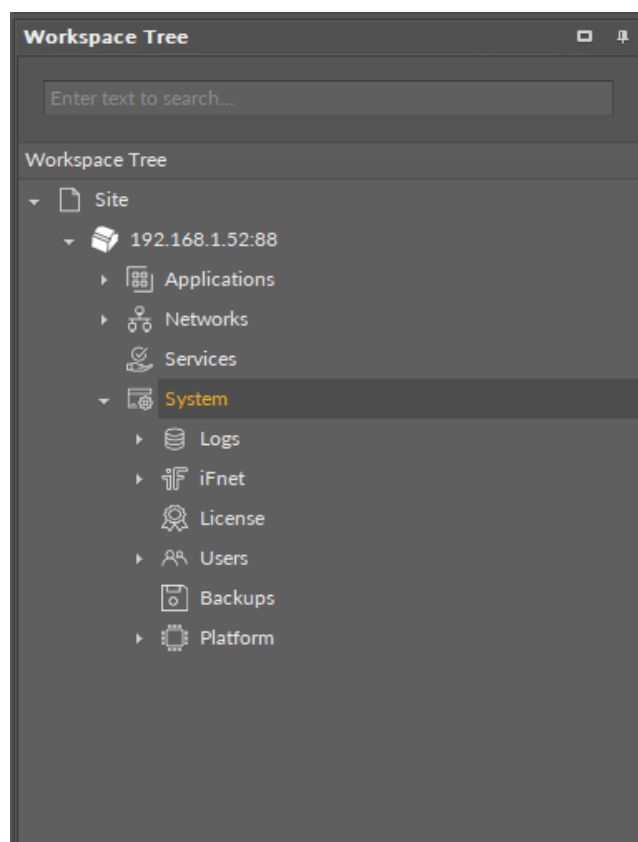 Workspace Tree
Enter text to search...
Workspace Tree
Site
192.168.1.52:88
Applications
Networks
Services
System
Logs
iFnet
License
Users
Backups
Platform